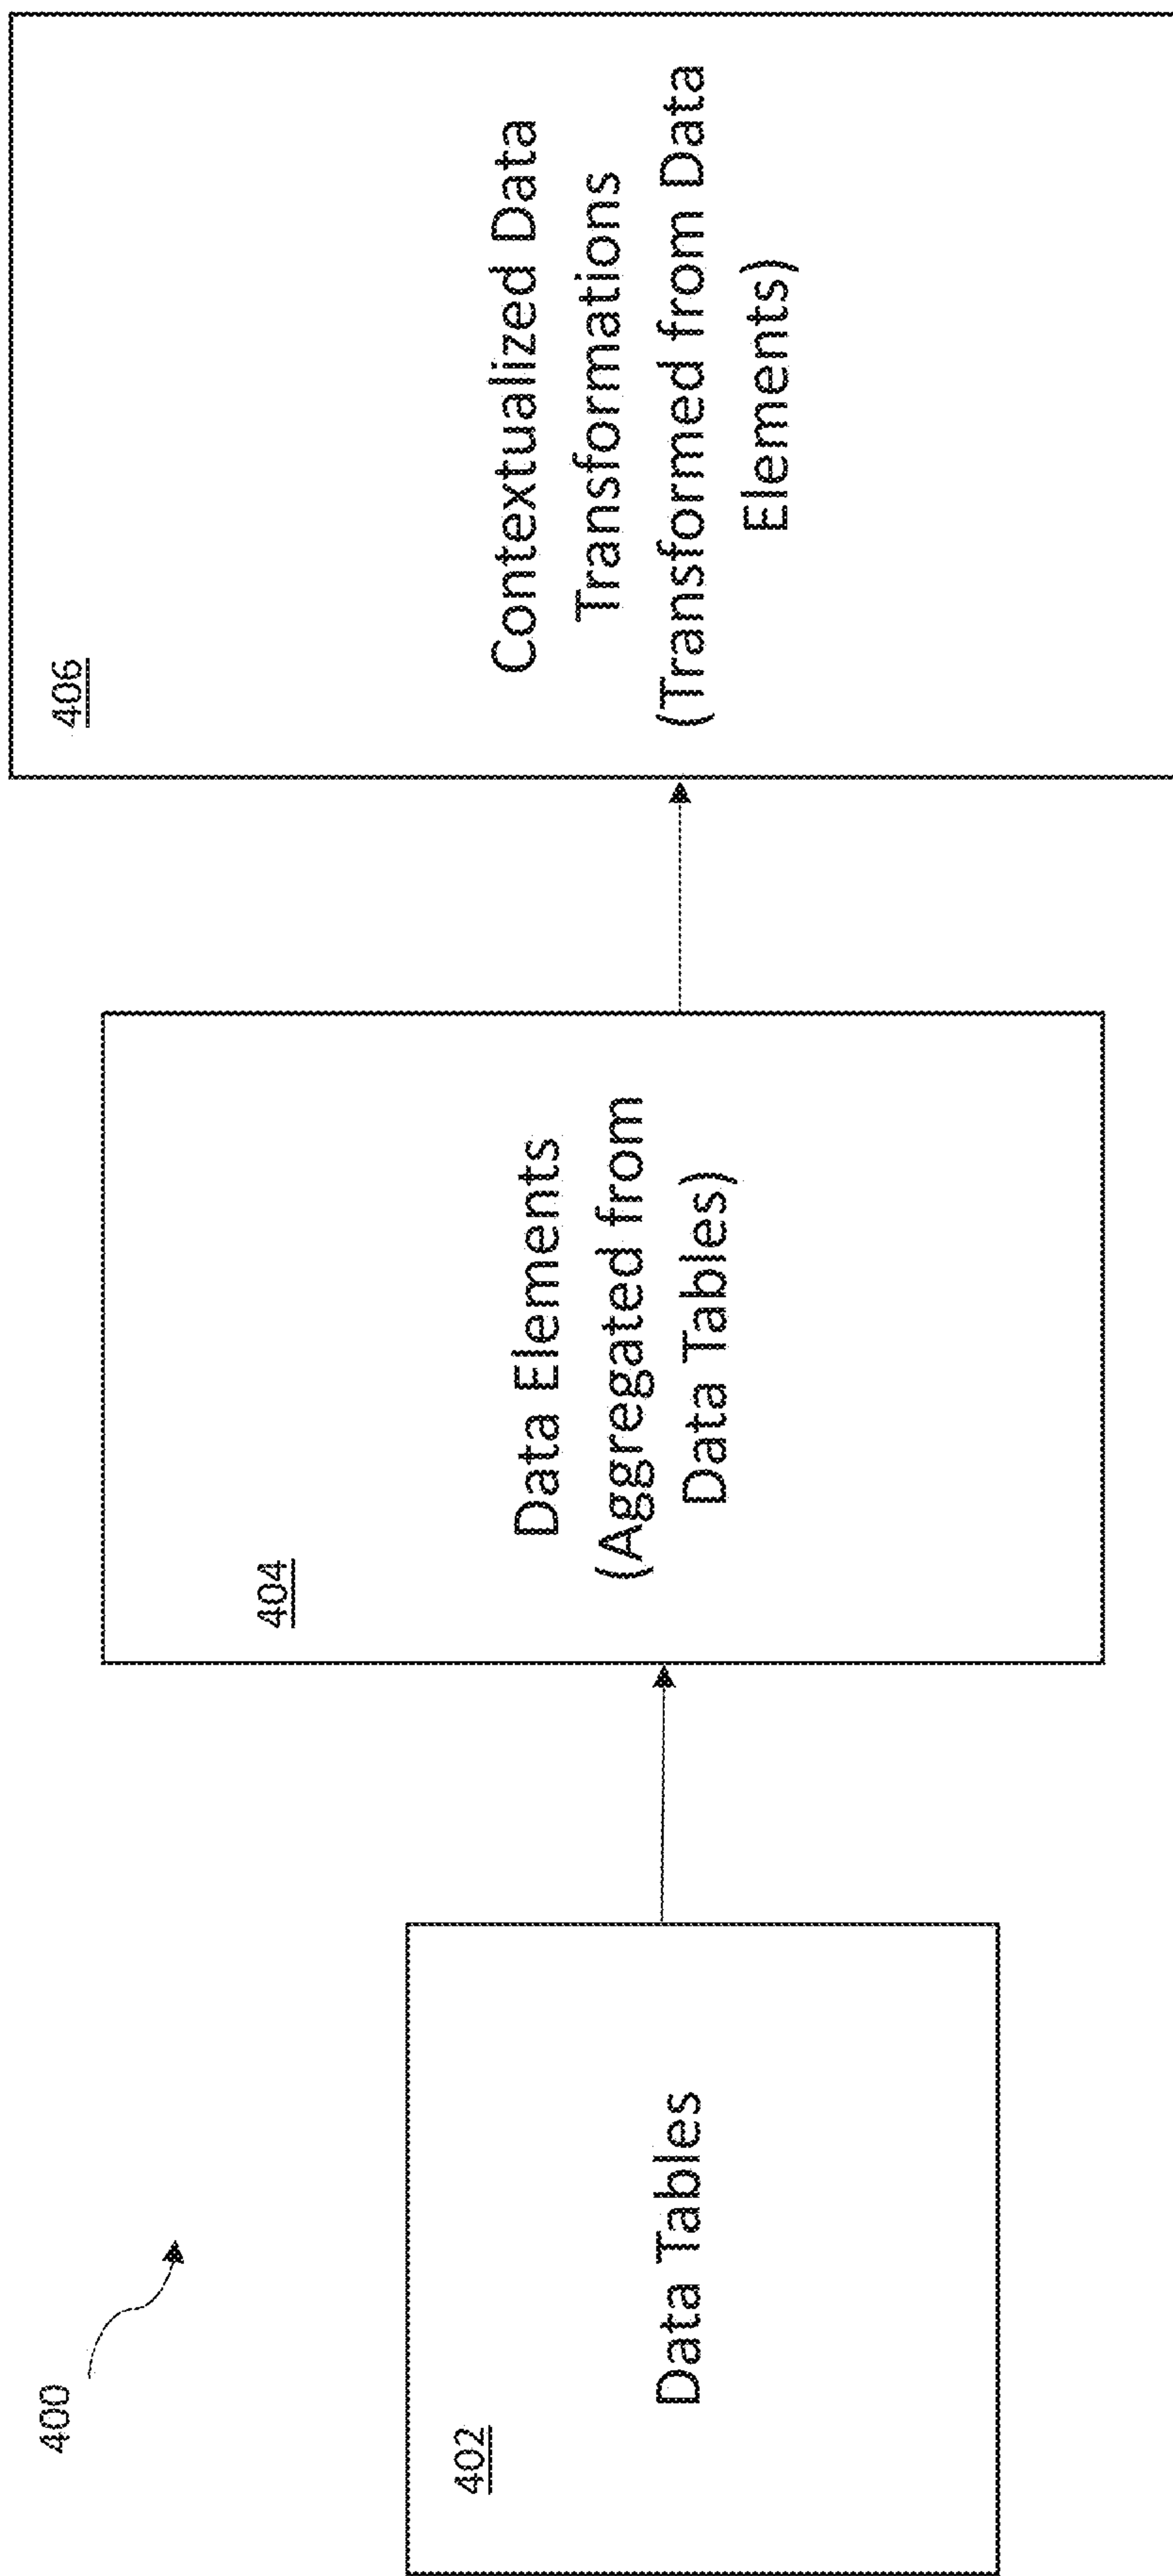 400
402
Data Tables
404
Data Elements
(Aggregated from
Data Tables)
406
Contextualized Data
Transformations
(Transformed from Data
Elements)